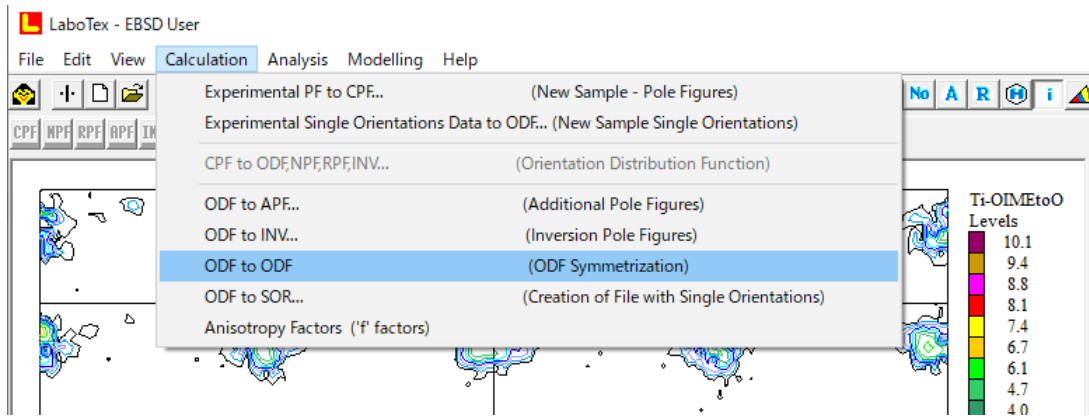 LaboTex - EBSD User
File Edit View Calculation Analysis Modelling Help
No A R H i
CPF NPF RPF APF IN
Experimental PF to CPF... (New Sample - Pole Figures)
Experimental Single Orientations Data to ODF... (New Sample Single Orientations)
CPF to ODF,NPF,RPF,INV... (Orientation Distribution Function)
ODF to APF... (Additional Pole Figures)
ODF to INV... (Inversion Pole Figures)
ODF to ODF (ODF Symmetrization)
ODF to SOR... (Creation of File with Single Orientations)
Anisotropy Factors ('f' factors)
Ti-OIMEtoO
Levels
10.1
9.4
8.8
8.1
7.4
6.7
6.1
4.7
4.0